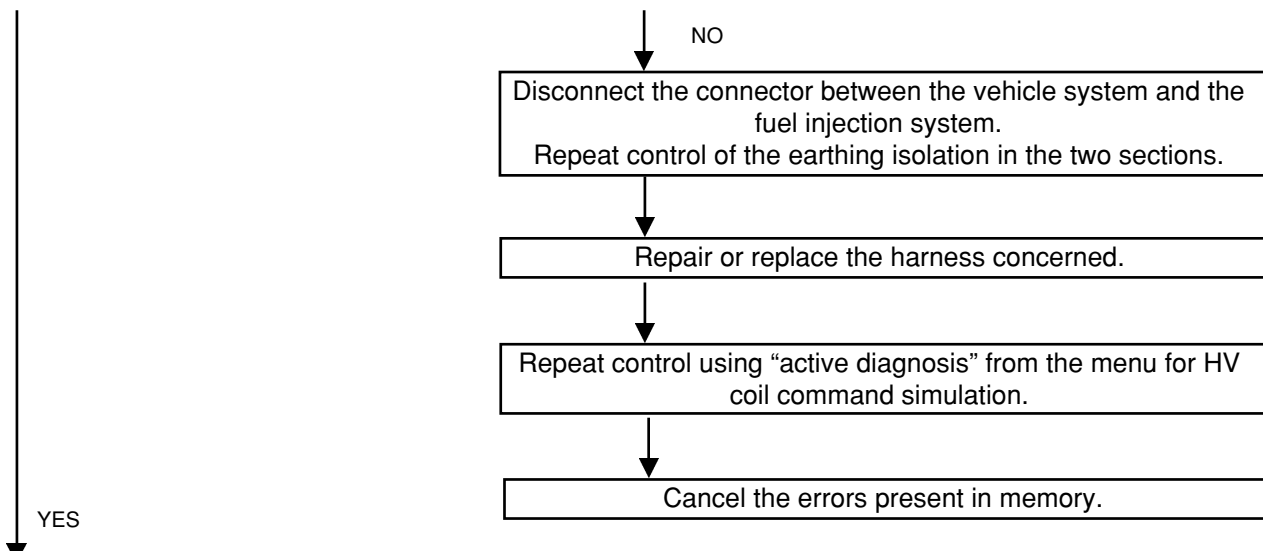 NO
Disconnect the connector between the vehicle system and the
fuel injection system.
Repeat control of the earthing isolation in the two sections.
Repair or replace the harness concerned.
Repeat control using “active diagnosis” from the menu for HV
coil command simulation.
Cancel the errors present in memory.
YES